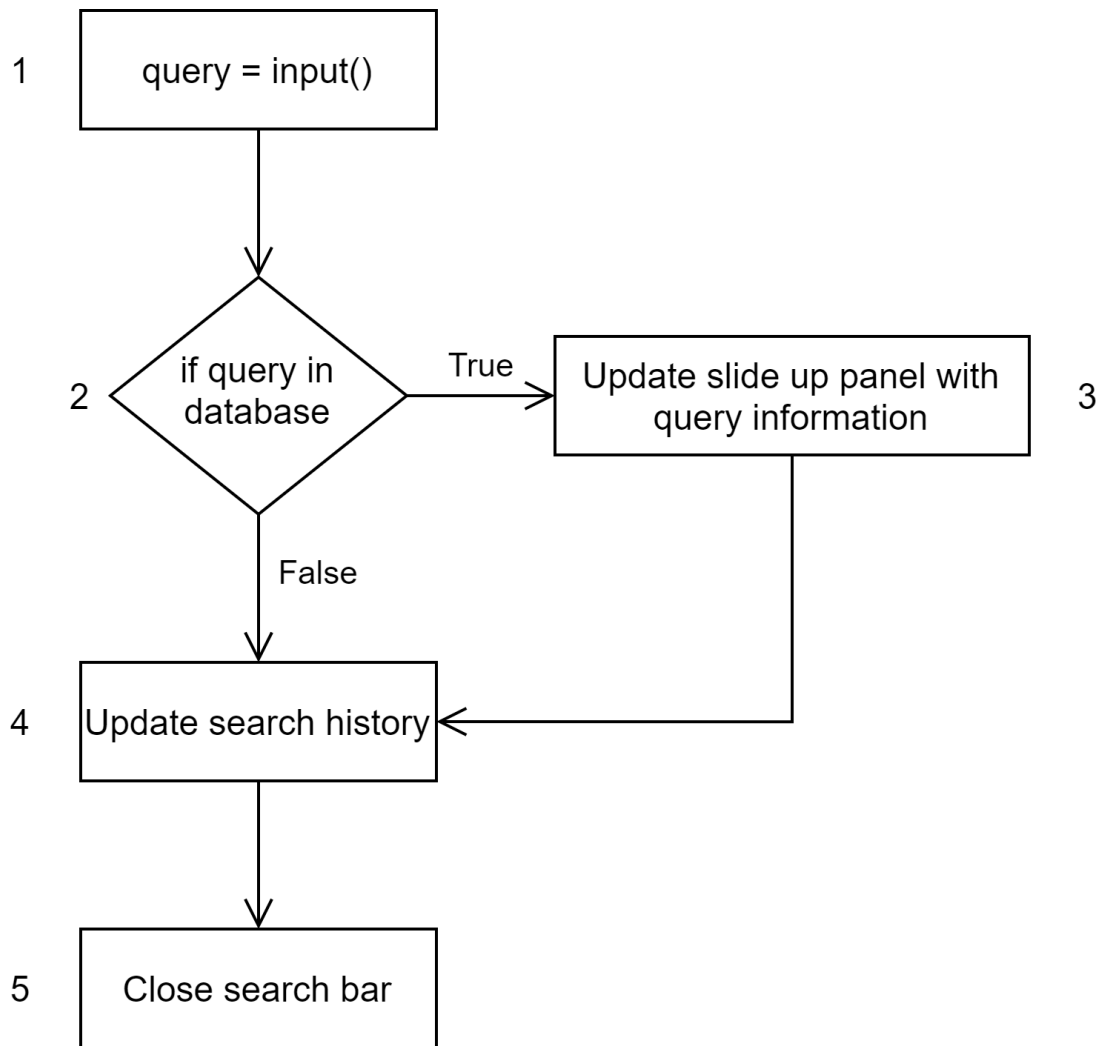 1
query = input()
if query in
database
2
True
Update slide up panel with
query information
3
False
4
Update search history
5
Close search bar